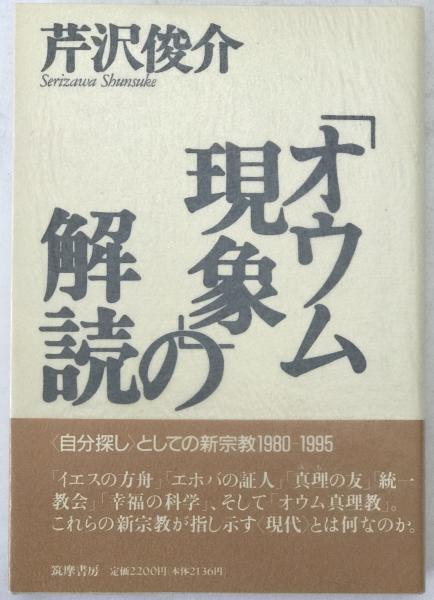 芹沢俊介
Serizawa Shunsuke
「オウム
現象」の
解読
〈自分探し〉としての新宗教1980-1995
「イエスの方舟」「エホバの証人」「真理の友」「統一
教会」「幸福の科学」、そして「オウム真理教」。
これらの新宗教が指し示す〈現代〉とは何なのか。
筑摩書房 定価2200円(本体2136円)